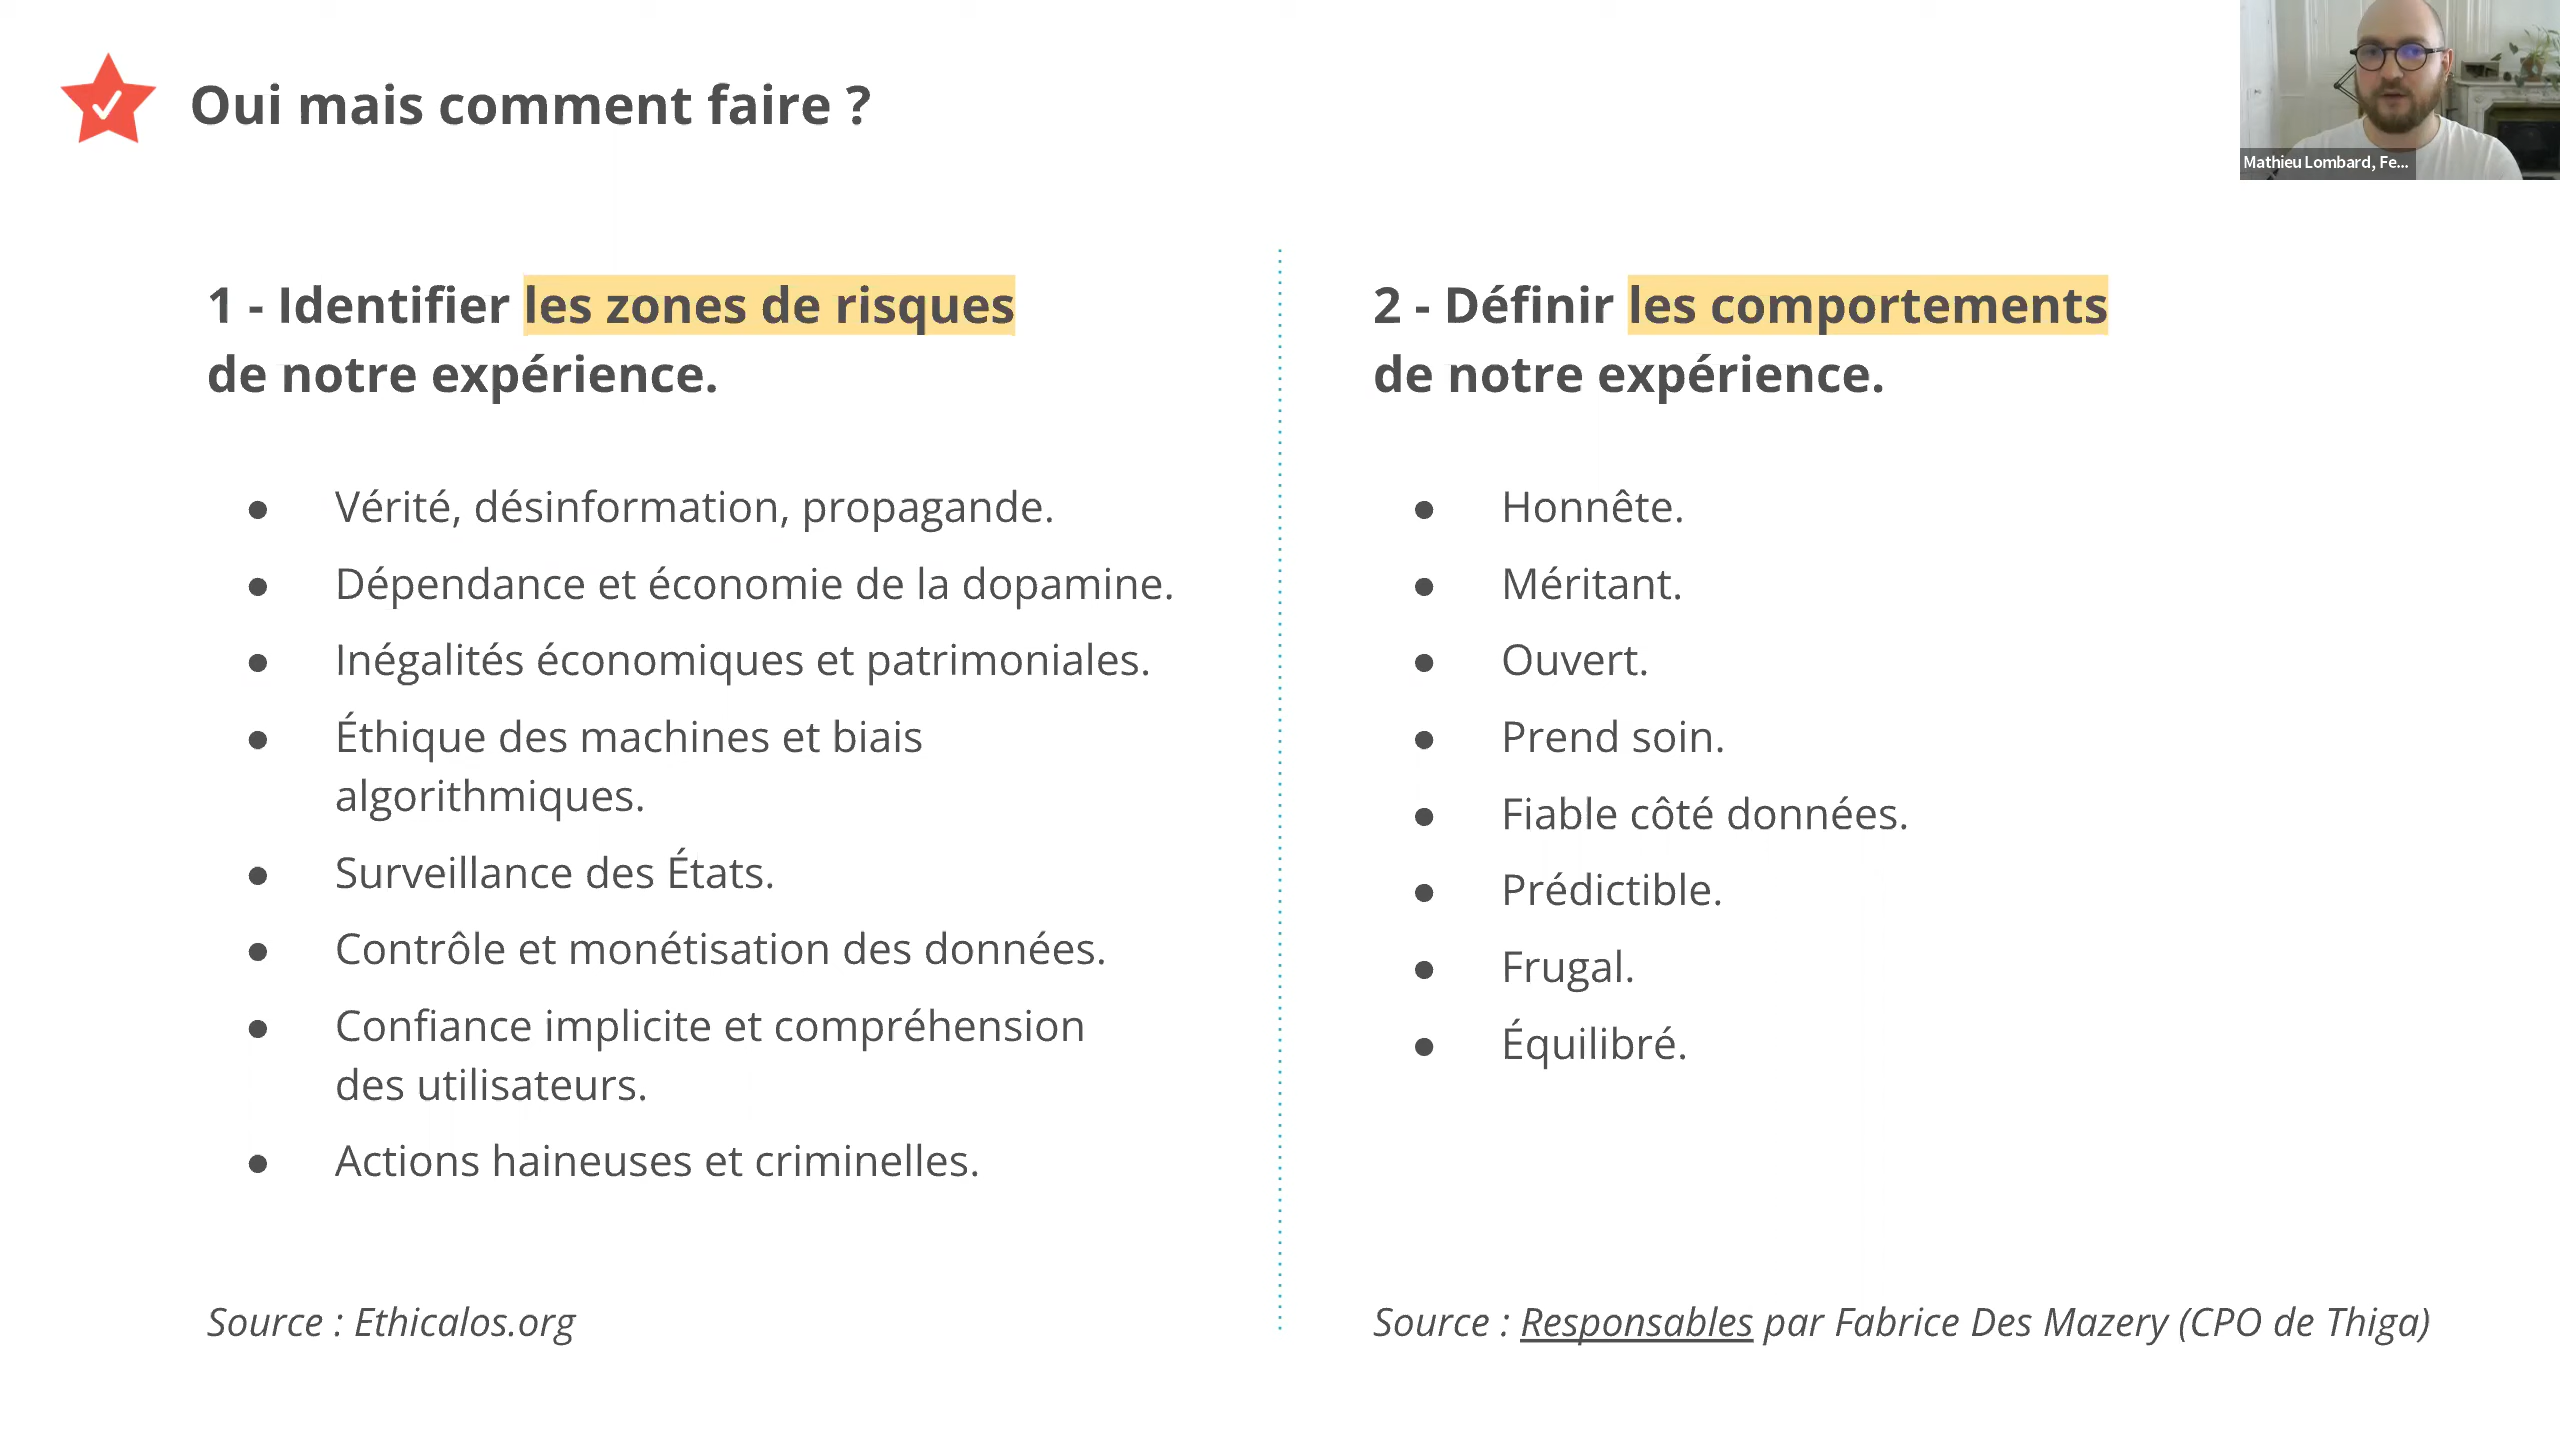 Oui mais comment faire ?
Mathieu Lombard, Fe...
1 - Identifier les zones de risques
de notre expérience.
● Vérité, désinformation, propagande.
● Dépendance et économie de la dopamine.
● Inégalités économiques et patrimoniales.
● Éthique des machines et biais
algorithmiques.
● Surveillance des États.
● Contrôle et monétisation des données.
● Confiance implicite et compréhension
des utilisateurs.
● Actions haineuses et criminelles.
Source : Ethicalos.org
2 - Définir les comportements
de notre expérience.
● Honnête.
● Méritant.
● Ouvert.
● Prend soin.
● Fiable côté données.
● Prédictible.
● Frugal.
● Équilibré.
Source : Responsables par Fabrice Des Mazery (CPO de Thiga)